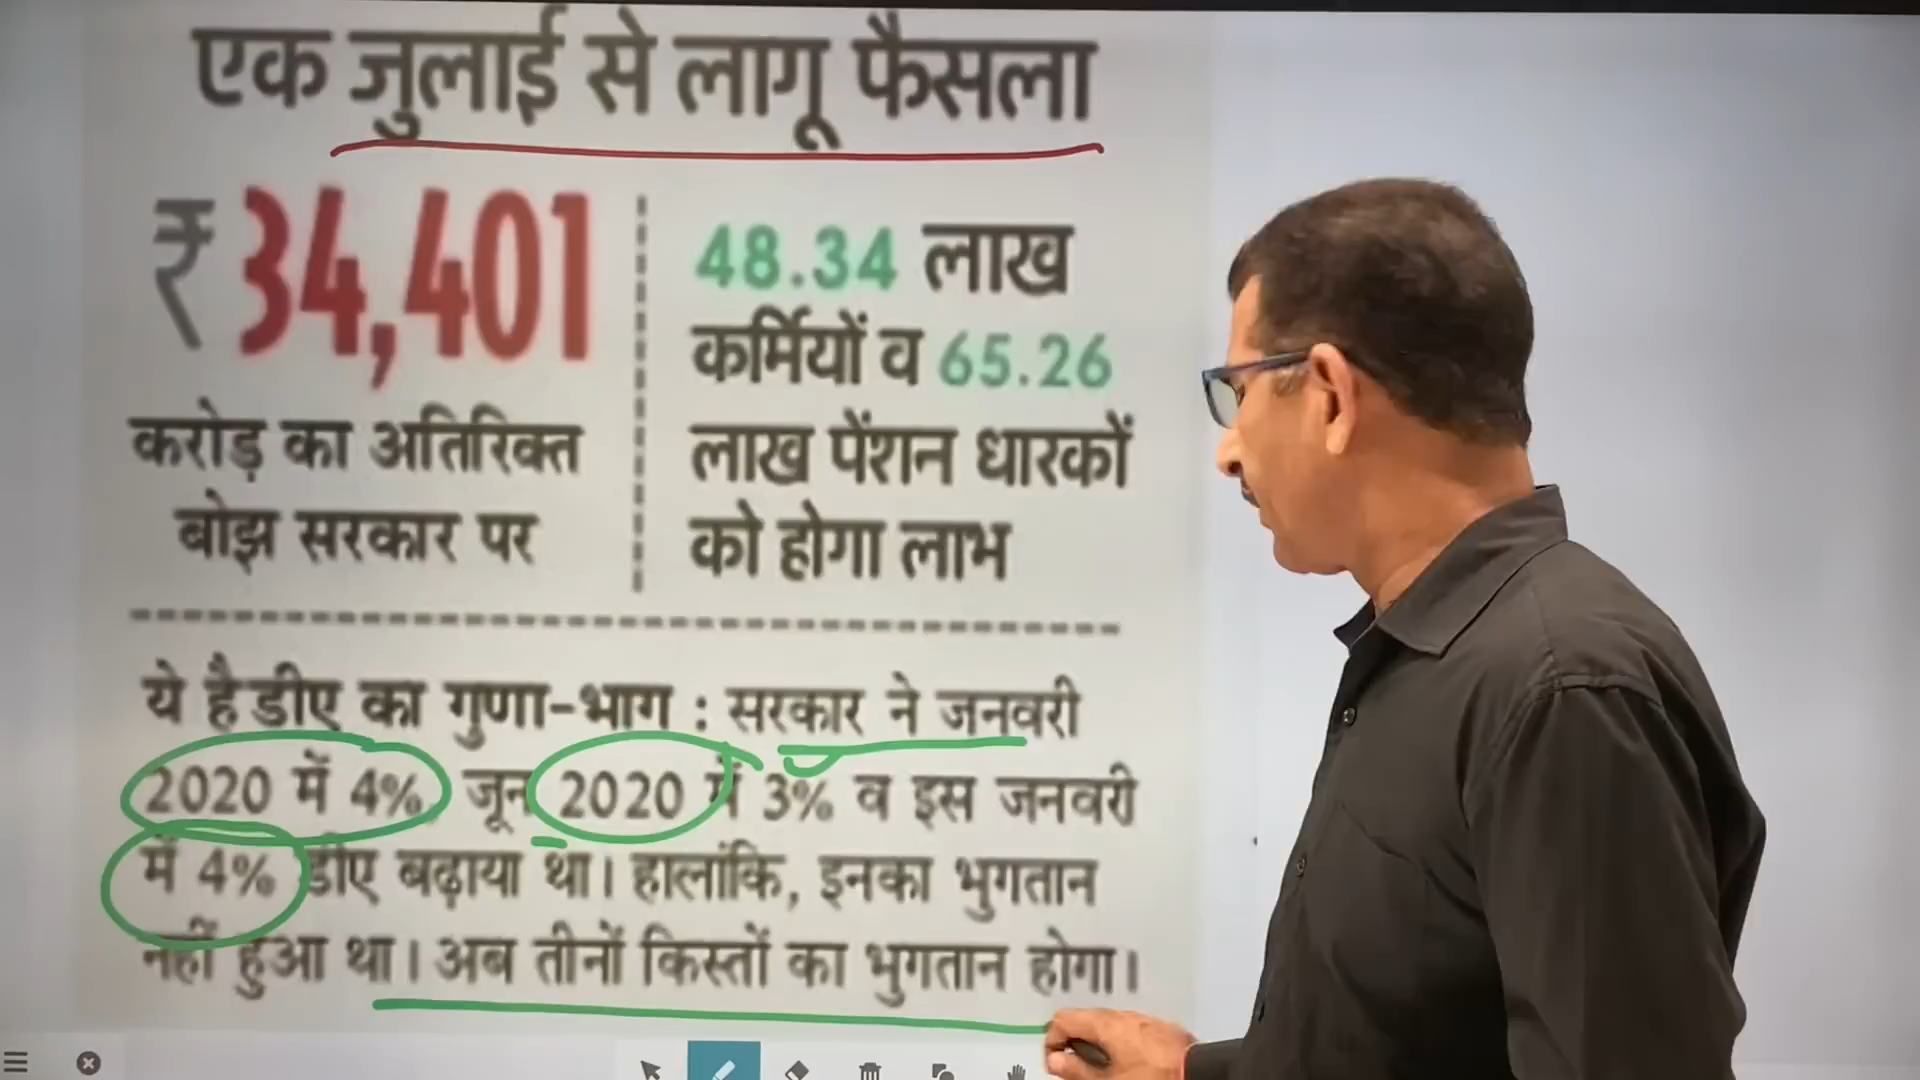 एक जुलाई से लागू फैसला
₹ 34,401
करोड़ का अतिरिक्त
बोझ सरकार पर
48.34 लाख
कर्मियों व 65.26
लाख पेंशन धारकों
को होगा लाभ
ये है डीए का गुणा-भाग : सरकार ने जनवरी
2020 में 4%, जून 2020 में 3% व इस जनवरी
में 4% डीए बढ़ाया था। हालांकि, इनका भुगतान
नहीं हुआ था। अब तीनों किस्तों का भुगतान होगा।